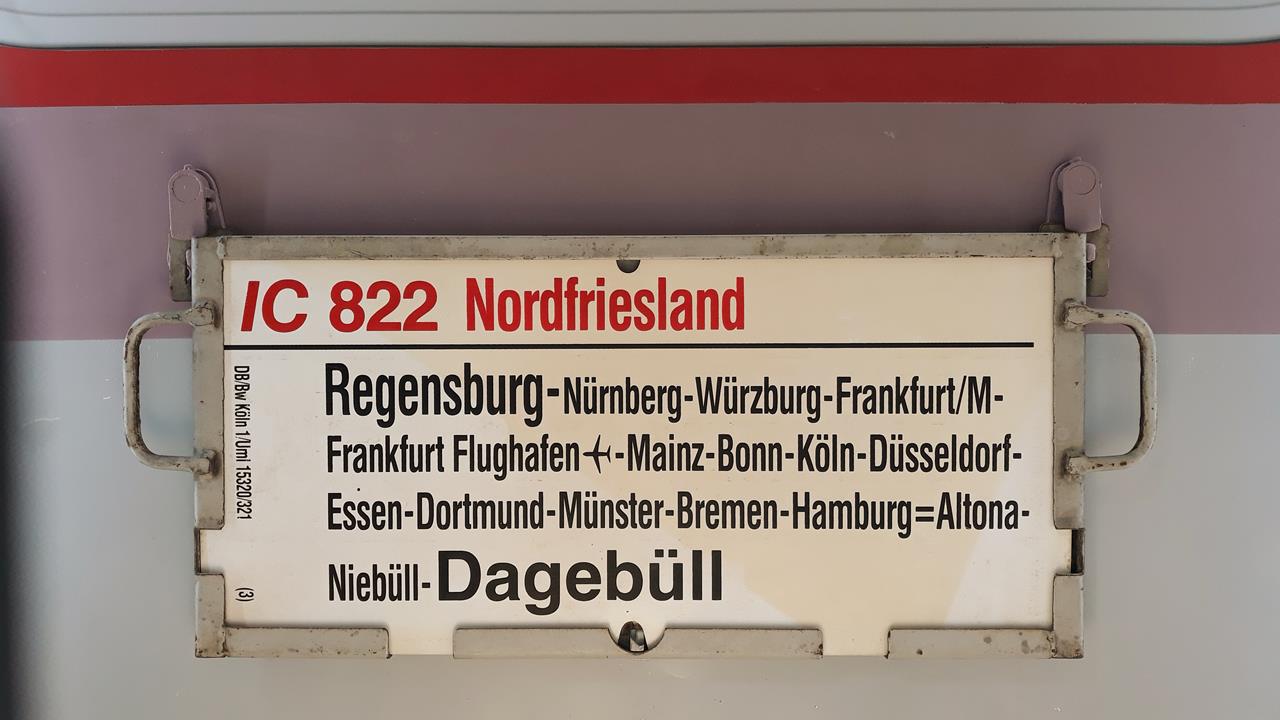 IC 822 Nordfriesland
Regensburg-Nürnberg-Würzburg-Frankfurt/M-
Frankfurt Flughafen✈-Mainz-Bonn-Köln-Düsseldorf-
Essen-Dortmund-Münster-Bremen-Hamburg=Altona-
Niebüll-Dagebüll
DB/Bw Köln 1/Umi 15320/321
(3)